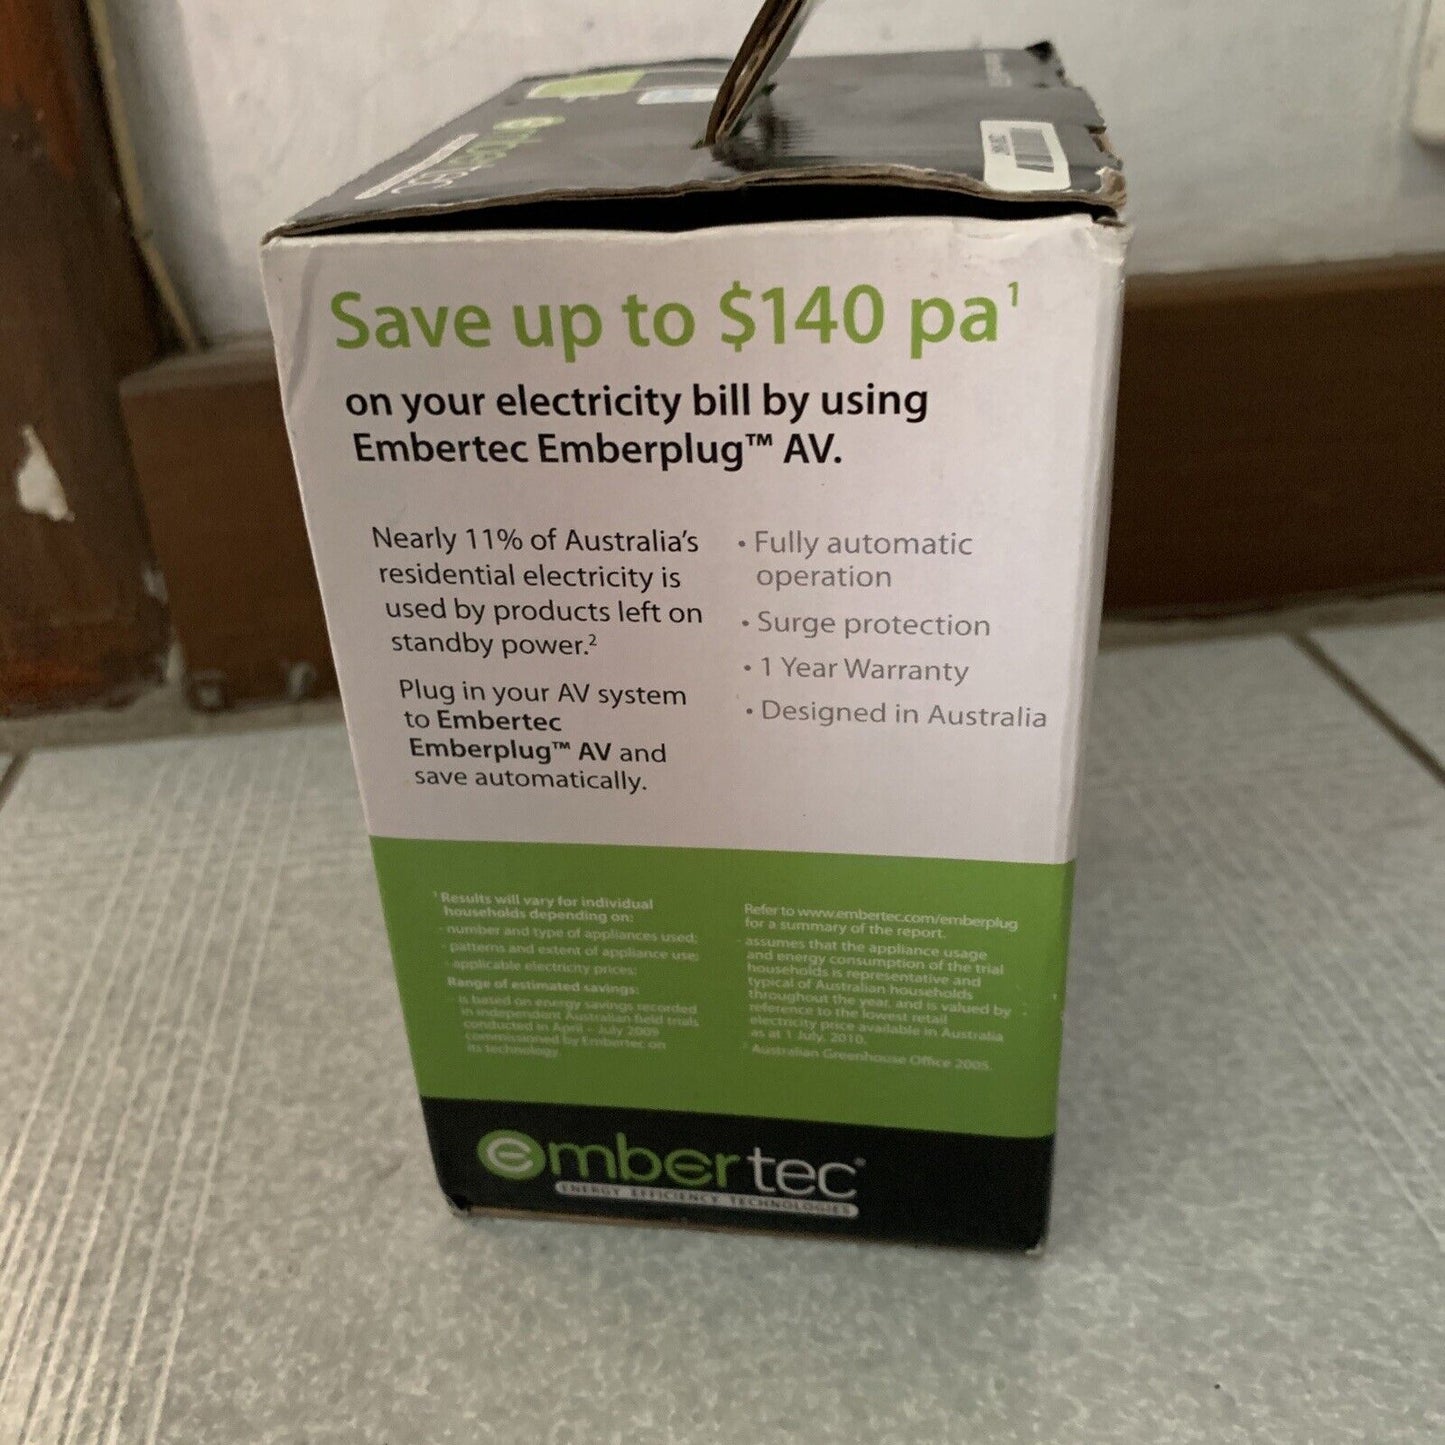 embertec
Save up to $140 pa¹
on your electricity bill by using
Embertec Emberplug™ AV.
Nearly 11% of Australia's
residential electricity is
used by products left on
standby power.²
Plug in your AV system
to Embertec
Emberplug™ AV and
save automatically.
• Fully automatic
operation
• Surge protection
• 1 Year Warranty
• Designed in Australia
¹ Results will vary for individual
households depending on:
- number and type of appliances used;
- patterns and extent of appliance use;
- applicable electricity prices;
Range of estimated savings:
- is based on energy savings recorded
in independent Australian field trials
conducted in April - July 2009
commissioned by Embertec on
its technology.
Refer to www.embertec.com/emberplug
for a summary of the report.
- assumes that the appliance usage
and energy consumption of the trial
households is representative and
typical of Australian households
throughout the year, and is valued by
reference to the lowest retail
electricity price available in Australia
as at 1 July, 2010.
² Australian Greenhouse Office 2005.
embertec®
ENERGY EFFICIENCY TECHNOLOGIES